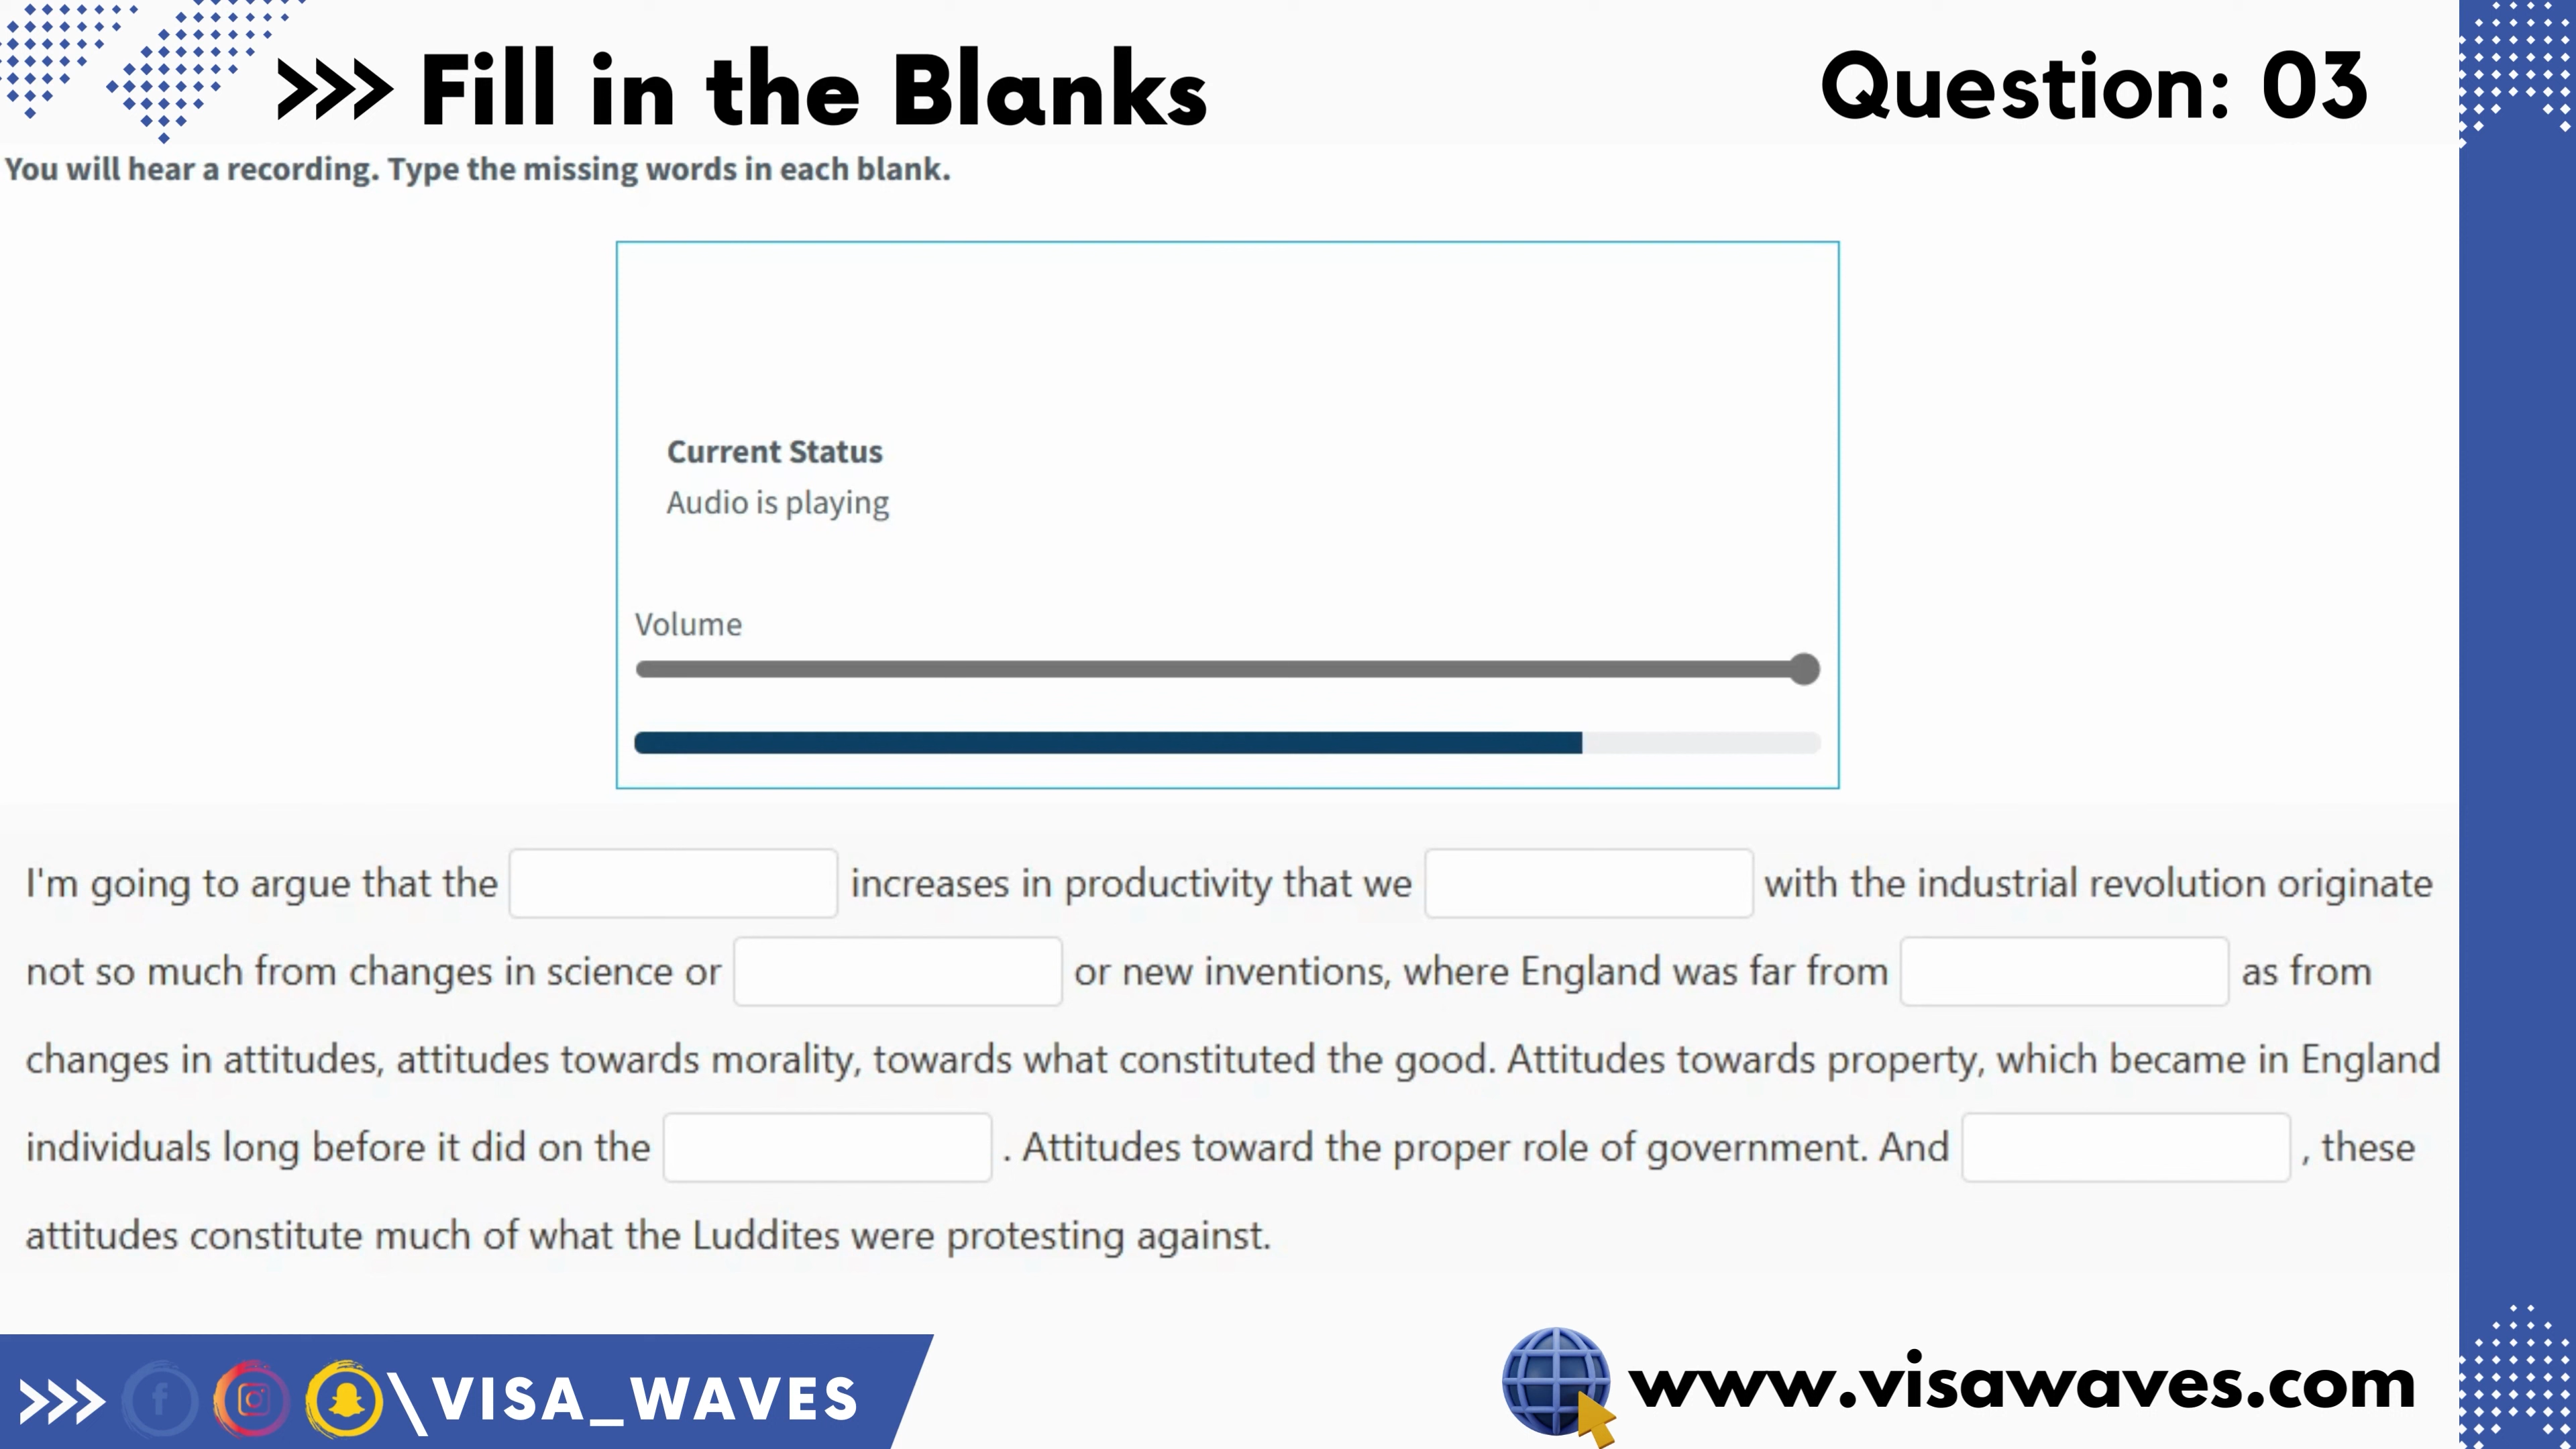 >>> Fill in the Blanks
Question: 03
You will hear a recording. Type the missing words in each blank.
Current Status
Audio is playing
Volume
I'm going to argue that the increases in productivity that we with the industrial revolution originate
not so much from changes in science or or new inventions, where England was far from as from
changes in attitudes, attitudes towards morality, towards what constituted the good. Attitudes towards property, which became in England
individuals long before it did on the . Attitudes toward the proper role of government. And , these
attitudes constitute much of what the Luddites were protesting against.
>>> \VISA_WAVES
www.visawaves.com